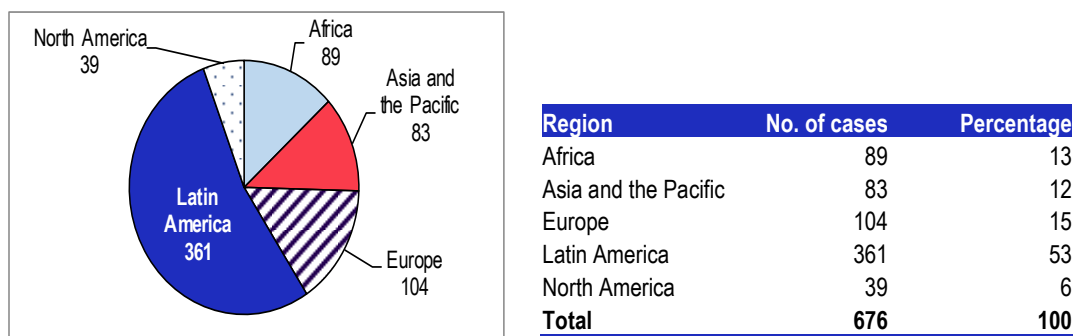 North America
39
Africa
89
Asia and
the Pacific
83
Latin
America
361
Europe
104
Region No. of cases Percentage
Africa 89 13
Asia and the Pacific 83 12
Europe 104 15
Latin America 361 53
North America 39 6
Total 676 100